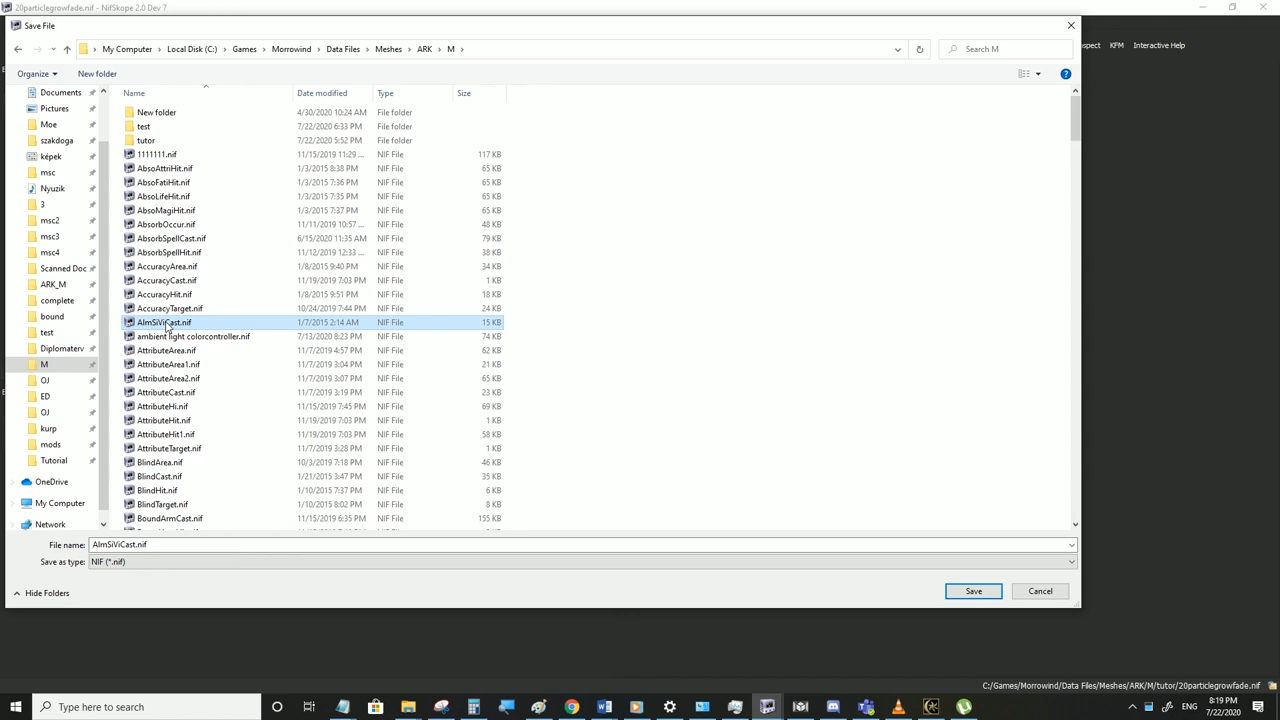 20particlegrowfade.nif - NifSkope 2.0 Dev 7
Save File
My Computer > Local Disk (C:) > Games > Morrowind > Data Files > Meshes > ARK > M >
Search M
KFM
Interactive Help
Organize
New folder
Name
Date modified
Type
Size
Documents
Pictures
Moe
szakdoga
képek
msc
Nyuzik
3
msc2
msc3
msc4
Scanned Doc
ARK_M
complete
bound
test
Diplomaterv
M
OJ
ED
OJ
kurp
mods
Tutorial
OneDrive
My Computer
Network
New folder 4/30/2020 10:24 AM File folder
test 7/22/2020 6:33 PM File folder
tutor 7/22/2020 5:52 PM File folder
1111111.nif 11/15/2019 11:29 ... NIF File 117 KB
AbsoAttriHit.nif 1/3/2015 8:38 PM NIF File 65 KB
AbsoFatiHit.nif 1/3/2015 7:36 PM NIF File 65 KB
AbsoLifeHit.nif 1/3/2015 7:35 PM NIF File 65 KB
AbsoMagiHit.nif 1/3/2015 7:37 PM NIF File 65 KB
AbsorbOccur.nif 11/11/2019 10:57 ... NIF File 48 KB
AbsorbSpellCast.nif 6/15/2020 11:35 AM NIF File 79 KB
AbsorbSpellHit.nif 11/12/2019 12:33 ... NIF File 38 KB
AccuracyArea.nif 1/8/2015 9:40 PM NIF File 34 KB
AccuracyCast.nif 11/19/2019 7:03 PM NIF File 1 KB
AccuracyHit.nif 1/8/2015 9:51 PM NIF File 18 KB
AccuracyTarget.nif 10/24/2019 7:44 PM NIF File 24 KB
AlmSiViCast.nif 1/7/2015 2:14 AM NIF File 15 KB
ambient light colorcontroller.nif 7/13/2020 8:23 PM NIF File 74 KB
AttributeArea.nif 11/7/2019 4:57 PM NIF File 62 KB
AttributeArea1.nif 11/7/2019 3:04 PM NIF File 21 KB
AttributeArea2.nif 11/7/2019 3:07 PM NIF File 65 KB
AttributeCast.nif 11/7/2019 3:19 PM NIF File 23 KB
AttributeHi.nif 11/15/2019 7:45 PM NIF File 69 KB
AttributeHit.nif 11/19/2019 7:03 PM NIF File 1 KB
AttributeHit1.nif 11/19/2019 7:03 PM NIF File 58 KB
AttributeTarget.nif 11/7/2019 3:28 PM NIF File 1 KB
BlindArea.nif 10/3/2019 7:18 PM NIF File 46 KB
BlindCast.nif 1/21/2015 3:47 PM NIF File 35 KB
BlindHit.nif 1/10/2015 7:37 PM NIF File 6 KB
BlindTarget.nif 1/10/2015 8:02 PM NIF File 8 KB
BoundArmCast.nif 11/15/2019 6:35 PM NIF File 155 KB
File name: AlmSiViCast.nif
Save as type: NIF (*.nif)
Hide Folders
Save
Cancel
C:/Games/Morrowind/Data Files/Meshes/ARK/M/tutor/20particlegrowfade.nif
Type here to search
ENG
8:19 PM
7/22/2020